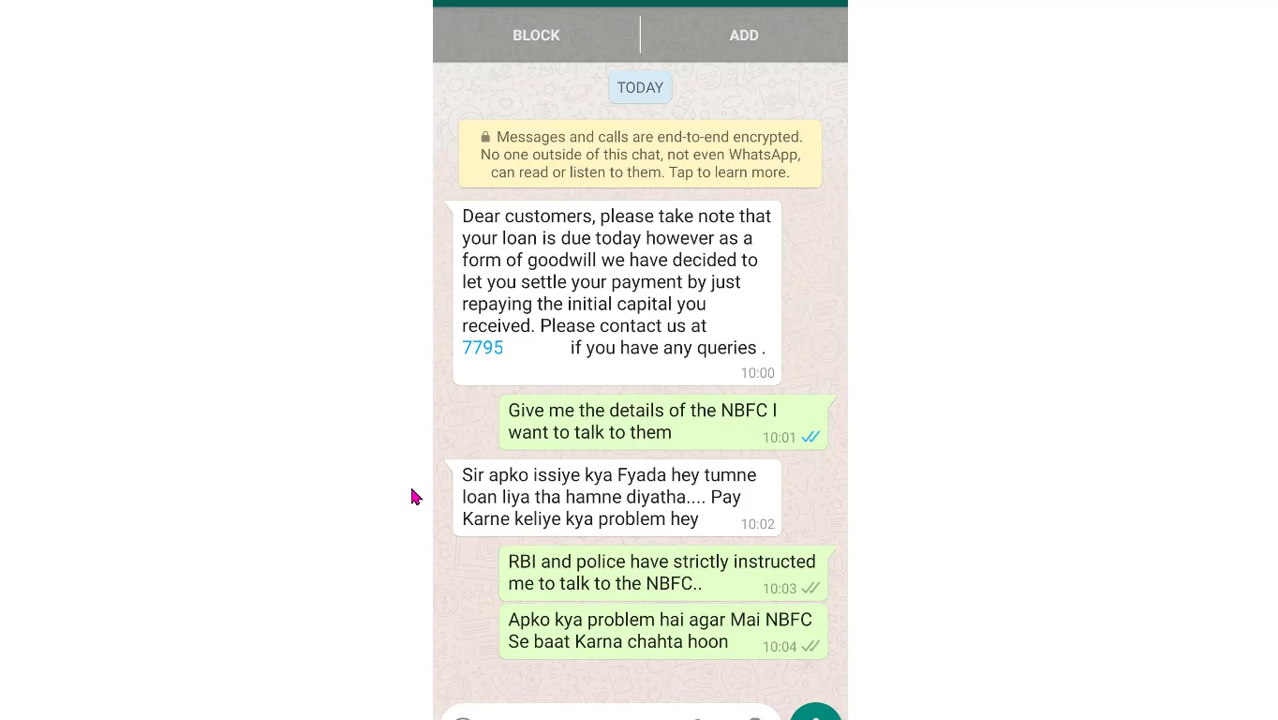 BLOCK
ADD
TODAY
Messages and calls are end-to-end encrypted.
No one outside of this chat, not even WhatsApp,
can read or listen to them. Tap to learn more.
Dear customers, please take note that
your loan is due today however as a
form of goodwill we have decided to
let you settle your payment by just
repaying the initial capital you
received. Please contact us at
7795 if you have any queries .
10:00
Give me the details of the NBFC I
want to talk to them
10:01
Sir apko issiye kya Fyada hey tumne
loan liya tha hamne diyatha.... Pay
Karne keliye kya problem hey
10:02
RBI and police have strictly instructed
me to talk to the NBFC..
10:03
Apko kya problem hai agar Mai NBFC
Se baat Karna chahta hoon
10:04